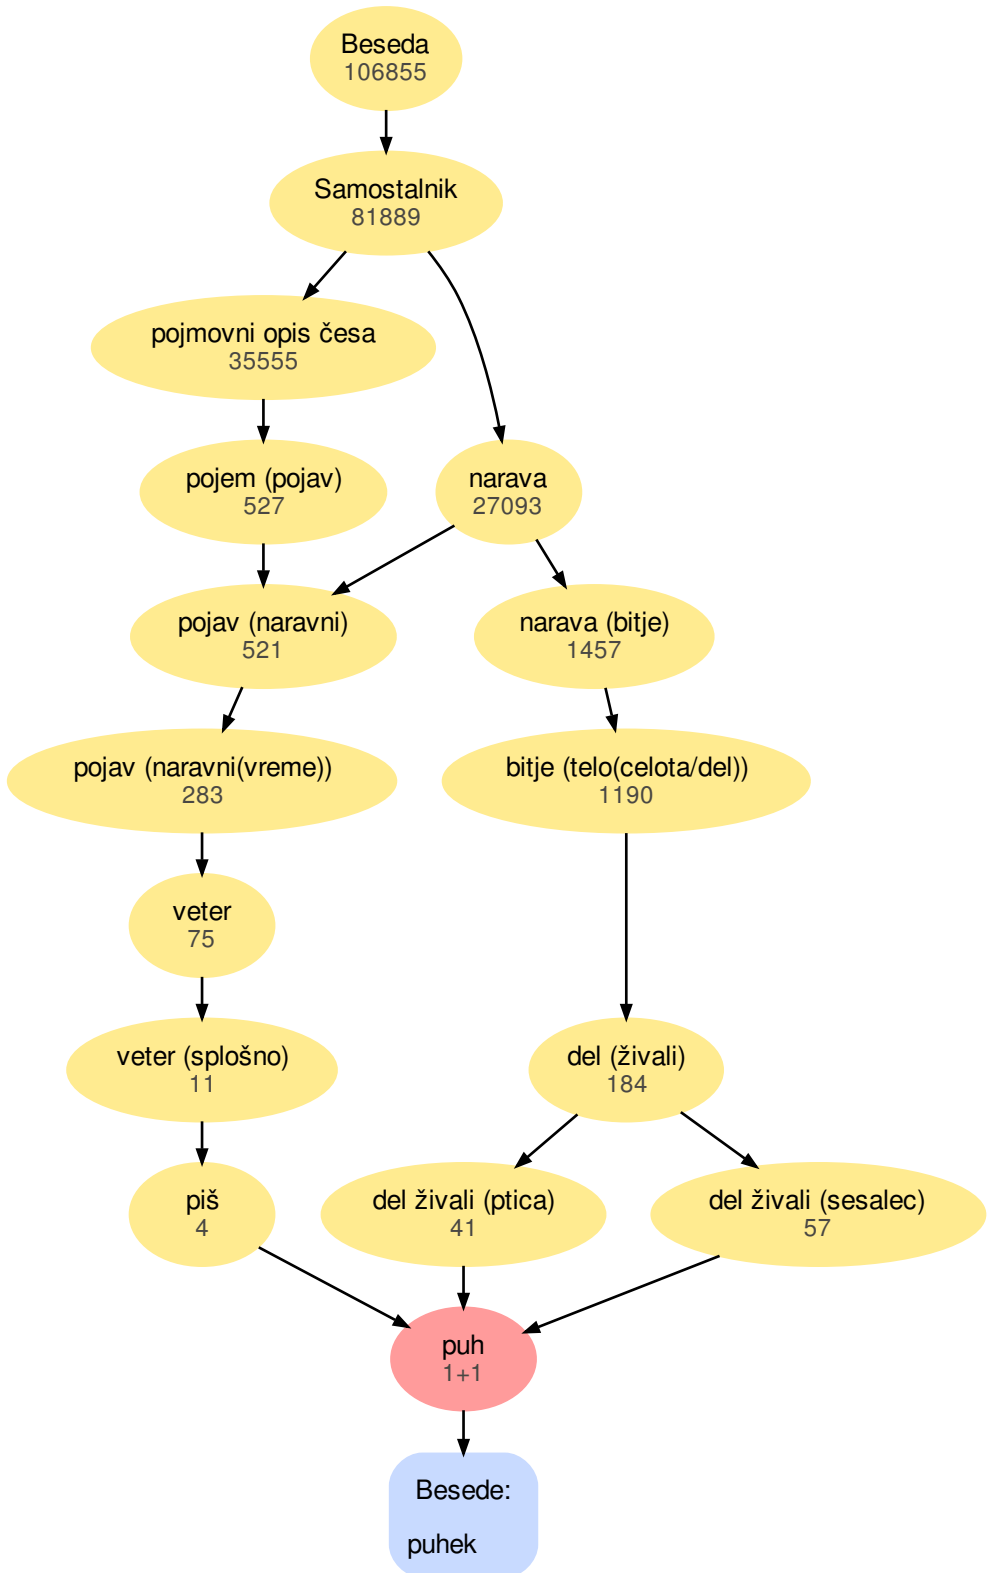 Beseda
106855
Samostalnik
81889
pojmovni opis česa
35555
pojem (pojav)
527
narava
27093
pojav (naravni)
521
narava (bitje)
1457
pojav (naravni(vreme))
283
bitje (telo(celota/del))
1190
veter
75
veter (splošno)
11
del (živali)
184
piš
4
del živali (ptica)
41
del živali (sesalec)
57
puh
1+1
Besede:
puhek